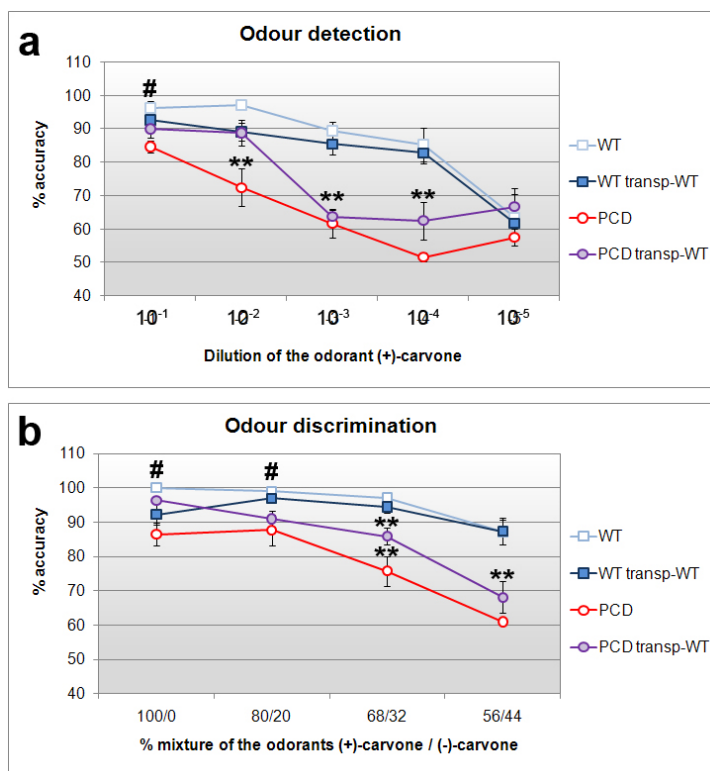 a
Odour detection
% accuracy
110
100
90
80
70
60
50
40
#
**
**
**
10⁻¹ 10⁻² 10⁻³ 10⁻⁴ 10⁻⁵
Dilution of the odorant (+)-carvone
WT
WT transp-WT
PCD
PCD transp-WT
b
Odour discrimination
% accuracy
110
100
90
80
70
60
50
40
#
#
**
**
**
100/0 80/20 68/32 56/44
% mixture of the odorants (+)-carvone / (-)-carvone
WT
WT transp-WT
PCD
PCD transp-WT